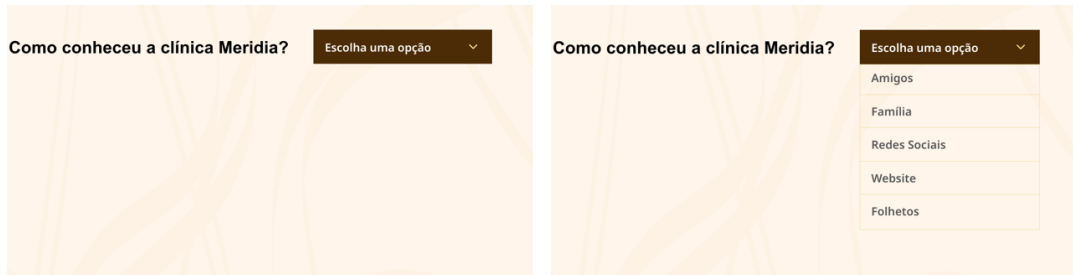 Como conheceu a clínica Meridia?
Escolha uma opção
Como conheceu a clínica Meridia?
Escolha uma opção
Amigos
Família
Redes Sociais
Website
Folhetos